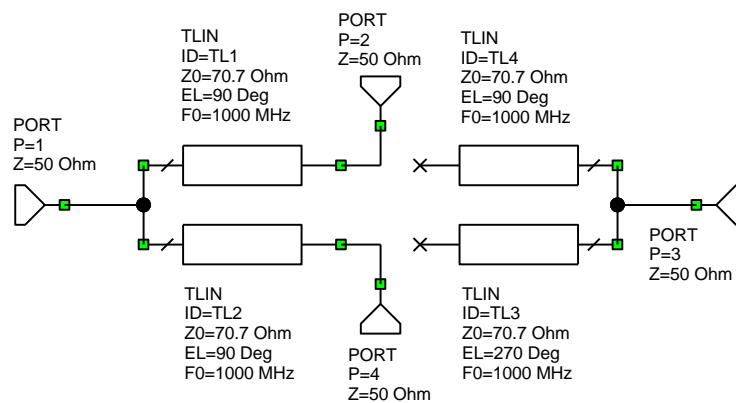 TLIN
ID=TL1
Z0=70.7 Ohm
EL=90 Deg
F0=1000 MHz
PORT
P=2
Z=50 Ohm
TLIN
ID=TL4
Z0=70.7 Ohm
EL=90 Deg
F0=1000 MHz
PORT
P=1
Z=50 Ohm
PORT
P=3
Z=50 Ohm
TLIN
ID=TL2
Z0=70.7 Ohm
EL=90 Deg
F0=1000 MHz
PORT
P=4
Z=50 Ohm
TLIN
ID=TL3
Z0=70.7 Ohm
EL=270 Deg
F0=1000 MHz